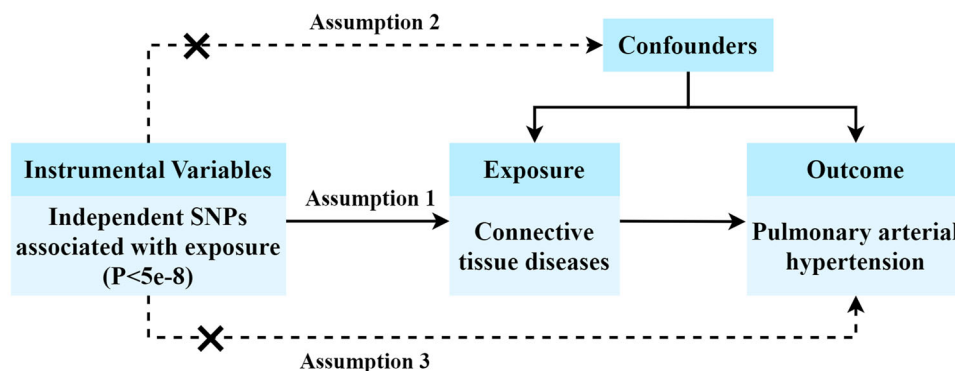 Assumption 2
Confounders
Instrumental Variables
Independent SNPs
associated with exposure
(P<5e-8)
Assumption 1
Exposure
Connective
tissue diseases
Outcome
Pulmonary arterial
hypertension
Assumption 3